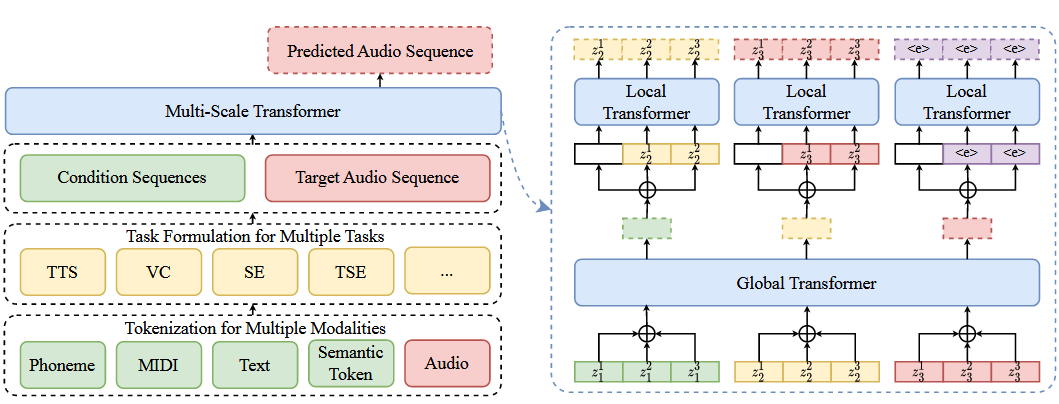 Predicted Audio Sequence
Multi-Scale Transformer
Condition Sequences
Target Audio Sequence
Task Formulation for Multiple Tasks
TTS
VC
SE
TSE
...
Tokenization for Multiple Modalities
Phoneme
MIDI
Text
Semantic
Token
Audio
z_2^1 z_2^2 z_2^3
z_3^1 z_3^2 z_3^3
<e> <e> <e>
Local
Transformer
Local
Transformer
Local
Transformer
z_2^1 z_2^2
z_3^1 z_3^2
<e> <e>
Global Transformer
z_1^1 z_1^2 z_1^3
z_2^1 z_2^2 z_2^3
z_3^1 z_3^2 z_3^3